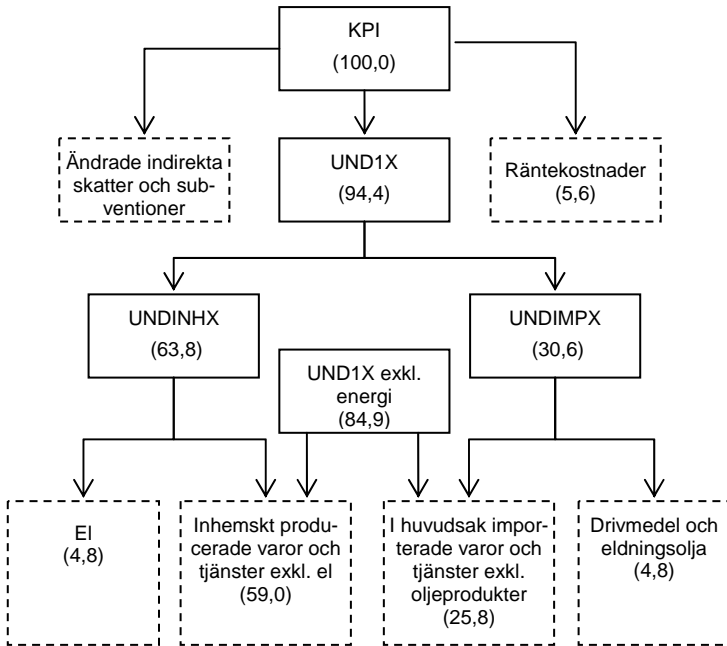 KPI
(100,0)
Ändrade indirekta
skatter och sub-
ventioner
UND1X
(94,4)
Räntekostnader
(5,6)
UNDINHX
(63,8)
UNDIMPX
(30,6)
UND1X exkl.
energi
(84,9)
El
(4,8)
Inhemskt produ-
cerade varor och
tjänster exkl. el
(59,0)
I huvudsak impor-
terade varor och
tjänster exkl.
oljeprodukter
(25,8)
Drivmedel och
eldningsolja
(4,8)